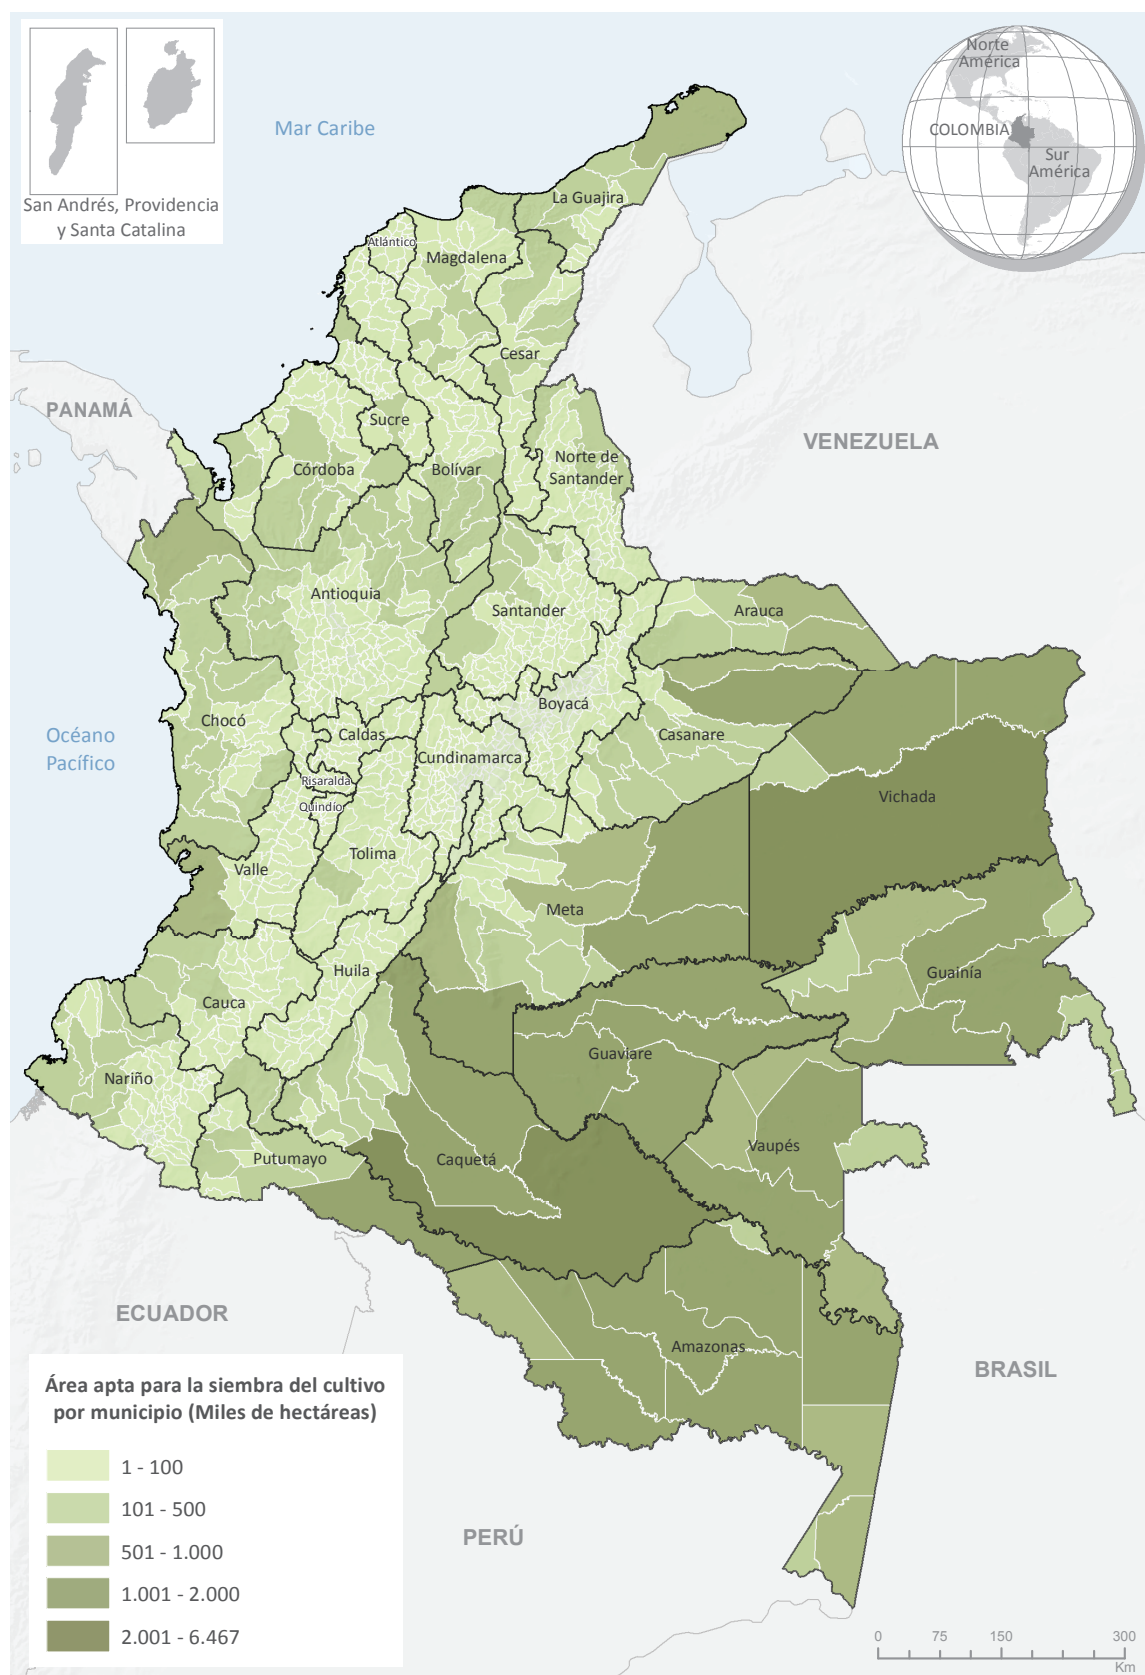 Norte
América
COLOMBIA
Sur
América
Mar Caribe
San Andrés, Providencia
y Santa Catalina
La Guajira
Atlántico
Magdalena
Cesar
PANAMÁ
Sucre
VENEZUELA
Córdoba
Bolívar
Norte de
Santander
Antioquia
Santander
Arauca
Boyacá
Chocó
Caldas
Cundinamarca
Casanare
Océano
Pacífico
Risaralda
Quindío
Vichada
Valle
Tolima
Meta
Huila
Guainía
Cauca
Guaviare
Nariño
Putumayo
Caquetá
Vaupés
ECUADOR
Amazonas
BRASIL
PERÚ
Área apta para la siembra del cultivo
por municipio (Miles de hectáreas)
1 - 100
101 - 500
501 - 1.000
1.001 - 2.000
2.001 - 6.467
0 75 150 300
Km